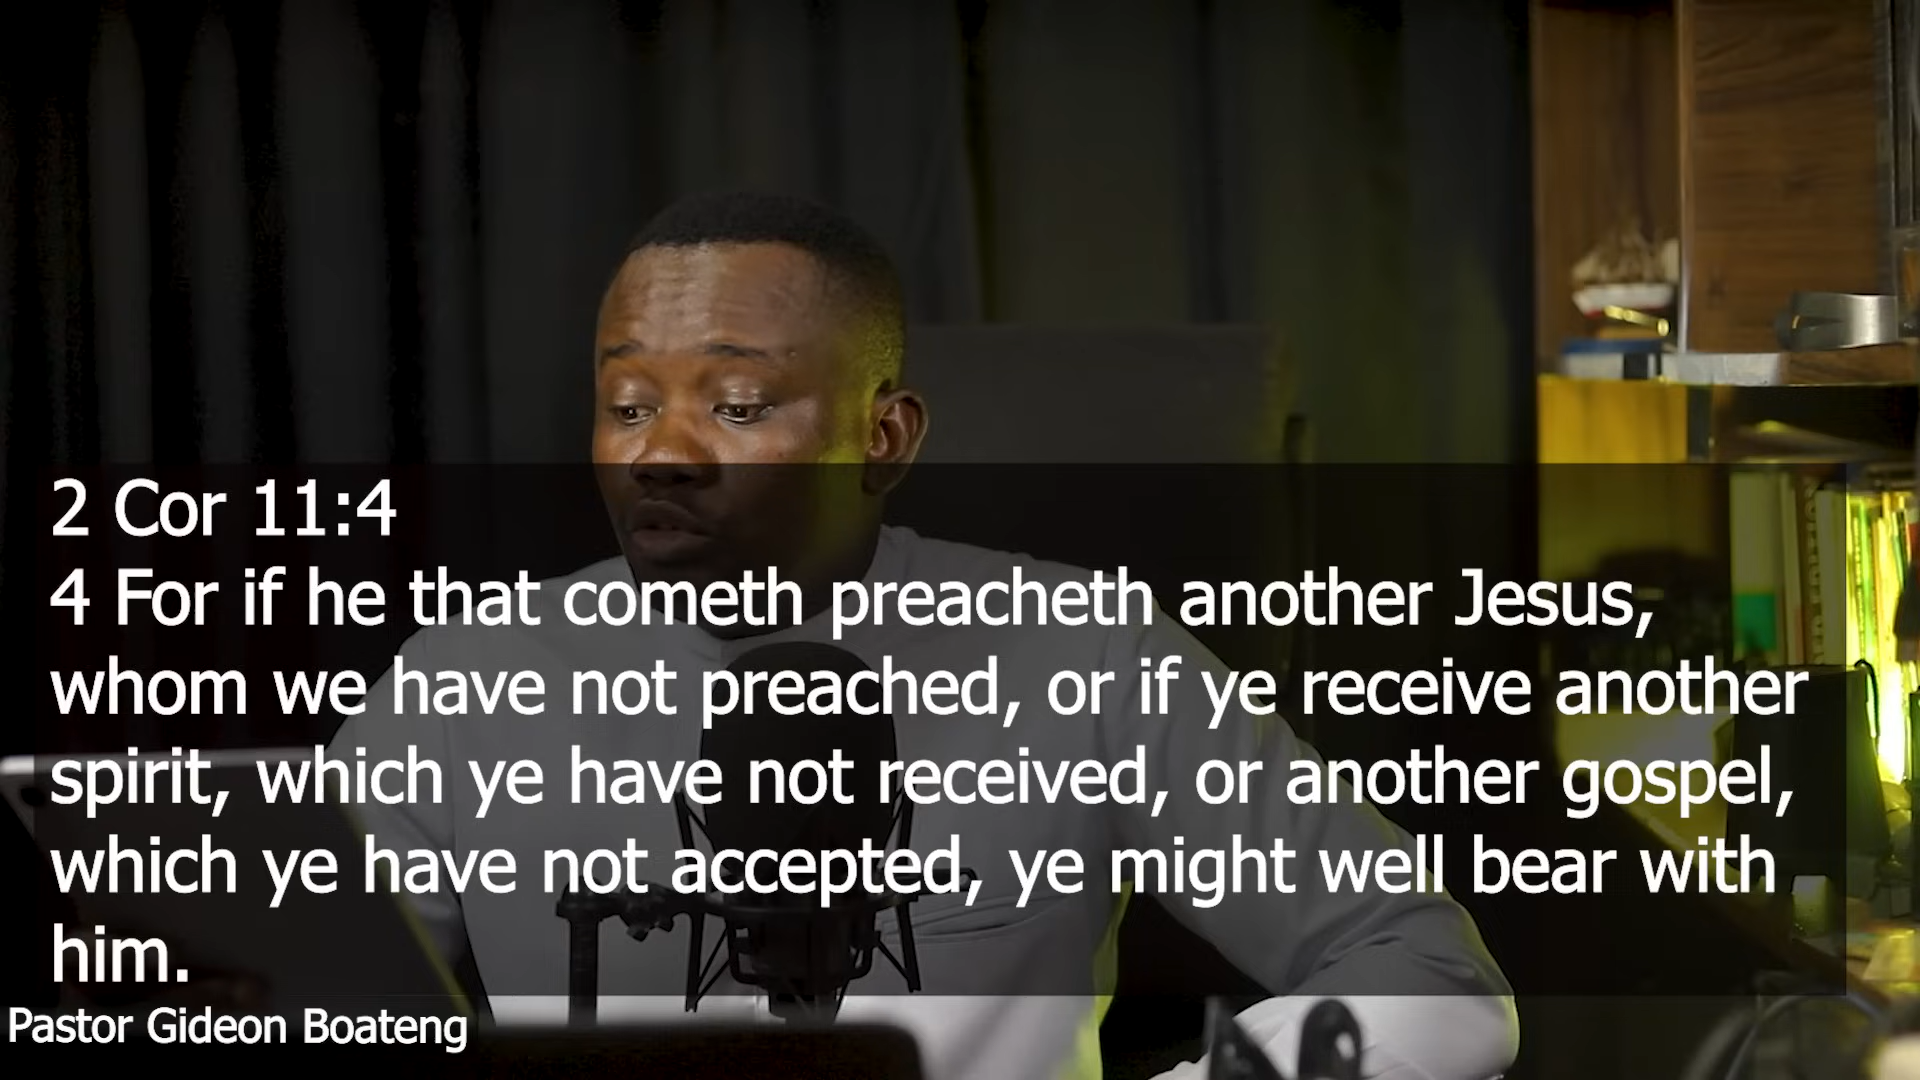 2 Cor 11:4
4 For if he that cometh preacheth another Jesus,
whom we have not preached, or if ye receive another
spirit, which ye have not received, or another gospel,
which ye have not accepted, ye might well bear with
him.
Pastor Gideon Boateng